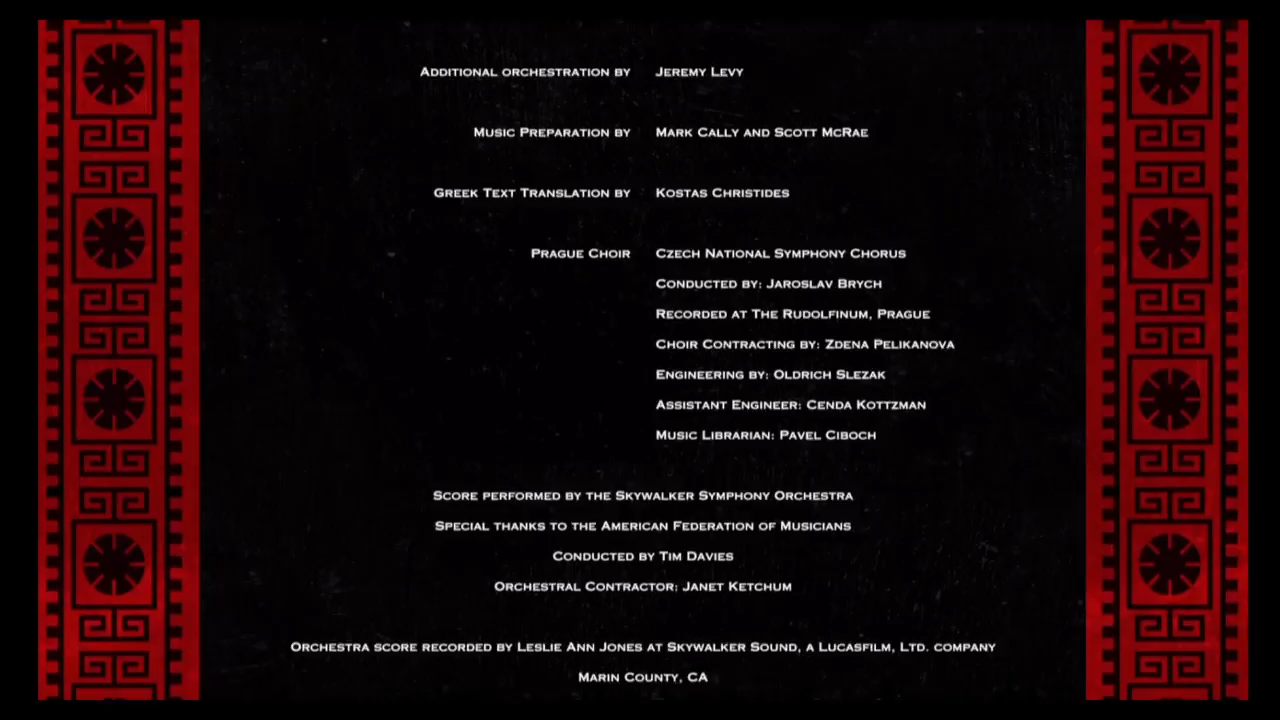 Additional orchestration by Jeremy Levy
Music Preparation by Mark Cally and Scott McRae
Greek Text Translation by Kostas Christides
Prague Choir Czech National Symphony Chorus
Conducted by: Jaroslav Brych
Recorded at The Rudolfinum, Prague
Choir Contracting by: Zdena Pelikanova
Engineering by: Oldrich Slezak
Assistant Engineer: Cenda Kottzman
Music Librarian: Pavel Ciboch
Score performed by the Skywalker Symphony Orchestra
Special thanks to the American Federation of Musicians
Conducted by Tim Davies
Orchestral Contractor: Janet Ketchum
Orchestra score recorded by Leslie Ann Jones at Skywalker Sound, a Lucasfilm, Ltd. company
Marin County, CA